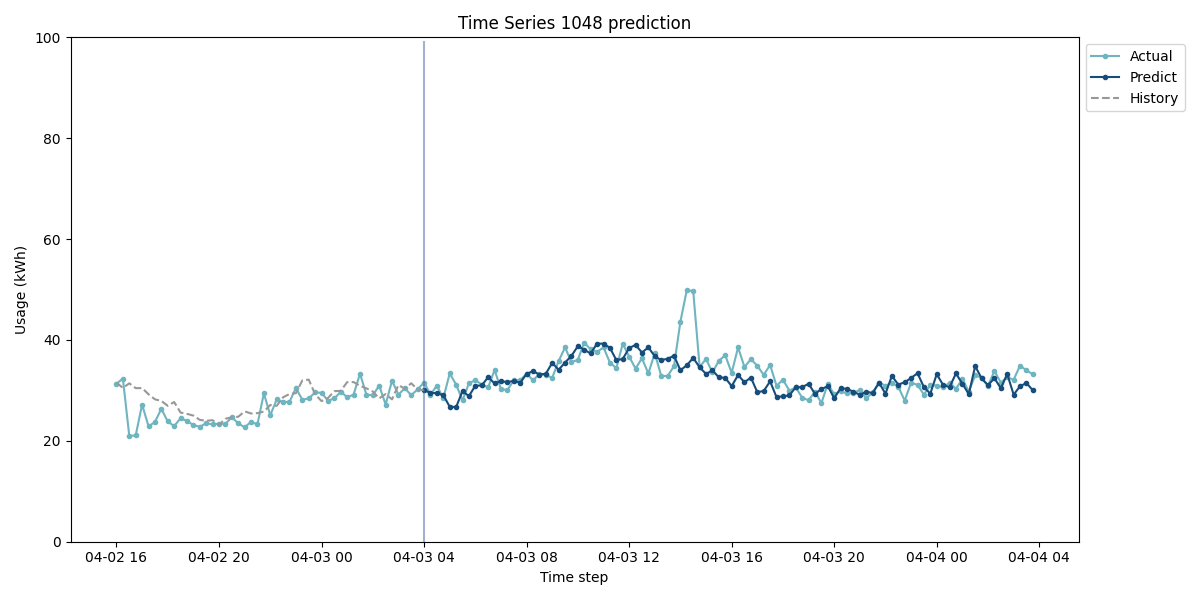 Time Series 1048 prediction
Usage (kWh)
100
80
60
40
20
0
04-02 16
04-02 20
04-03 00
04-03 04
04-03 08
04-03 12
04-03 16
04-03 20
04-04 00
04-04 04
Time step
Actual
Predict
History